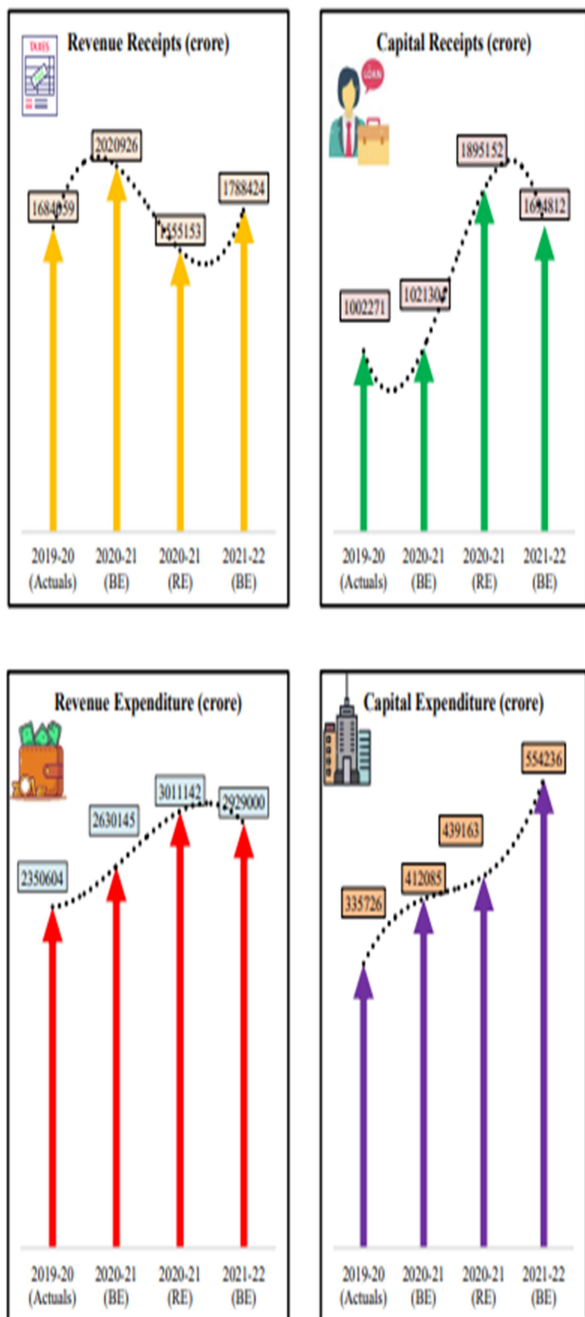 Revenue Receipts (crore)
TAXES
2020926
1684059
1555153
1788424
2019-20 2020-21 2020-21 2021-22
(Actuals) (BE) (RE) (BE)
Capital Receipts (crore)
LOAN
1895152
1694812
1002271
2019-20 2020-21 2020-21 2021-22
(Actuals) (BE) (RE) (BE)
Revenue Expenditure (crore)
3011142
2929000
2630145
2350604
2019-20 2020-21 2020-21 2021-22
(Actuals) (BE) (RE) (BE)
Capital Expenditure (crore)
554236
439163
412085
335726
2019-20 2020-21 2020-21 2021-22
(Actuals) (BE) (RE) (BE)